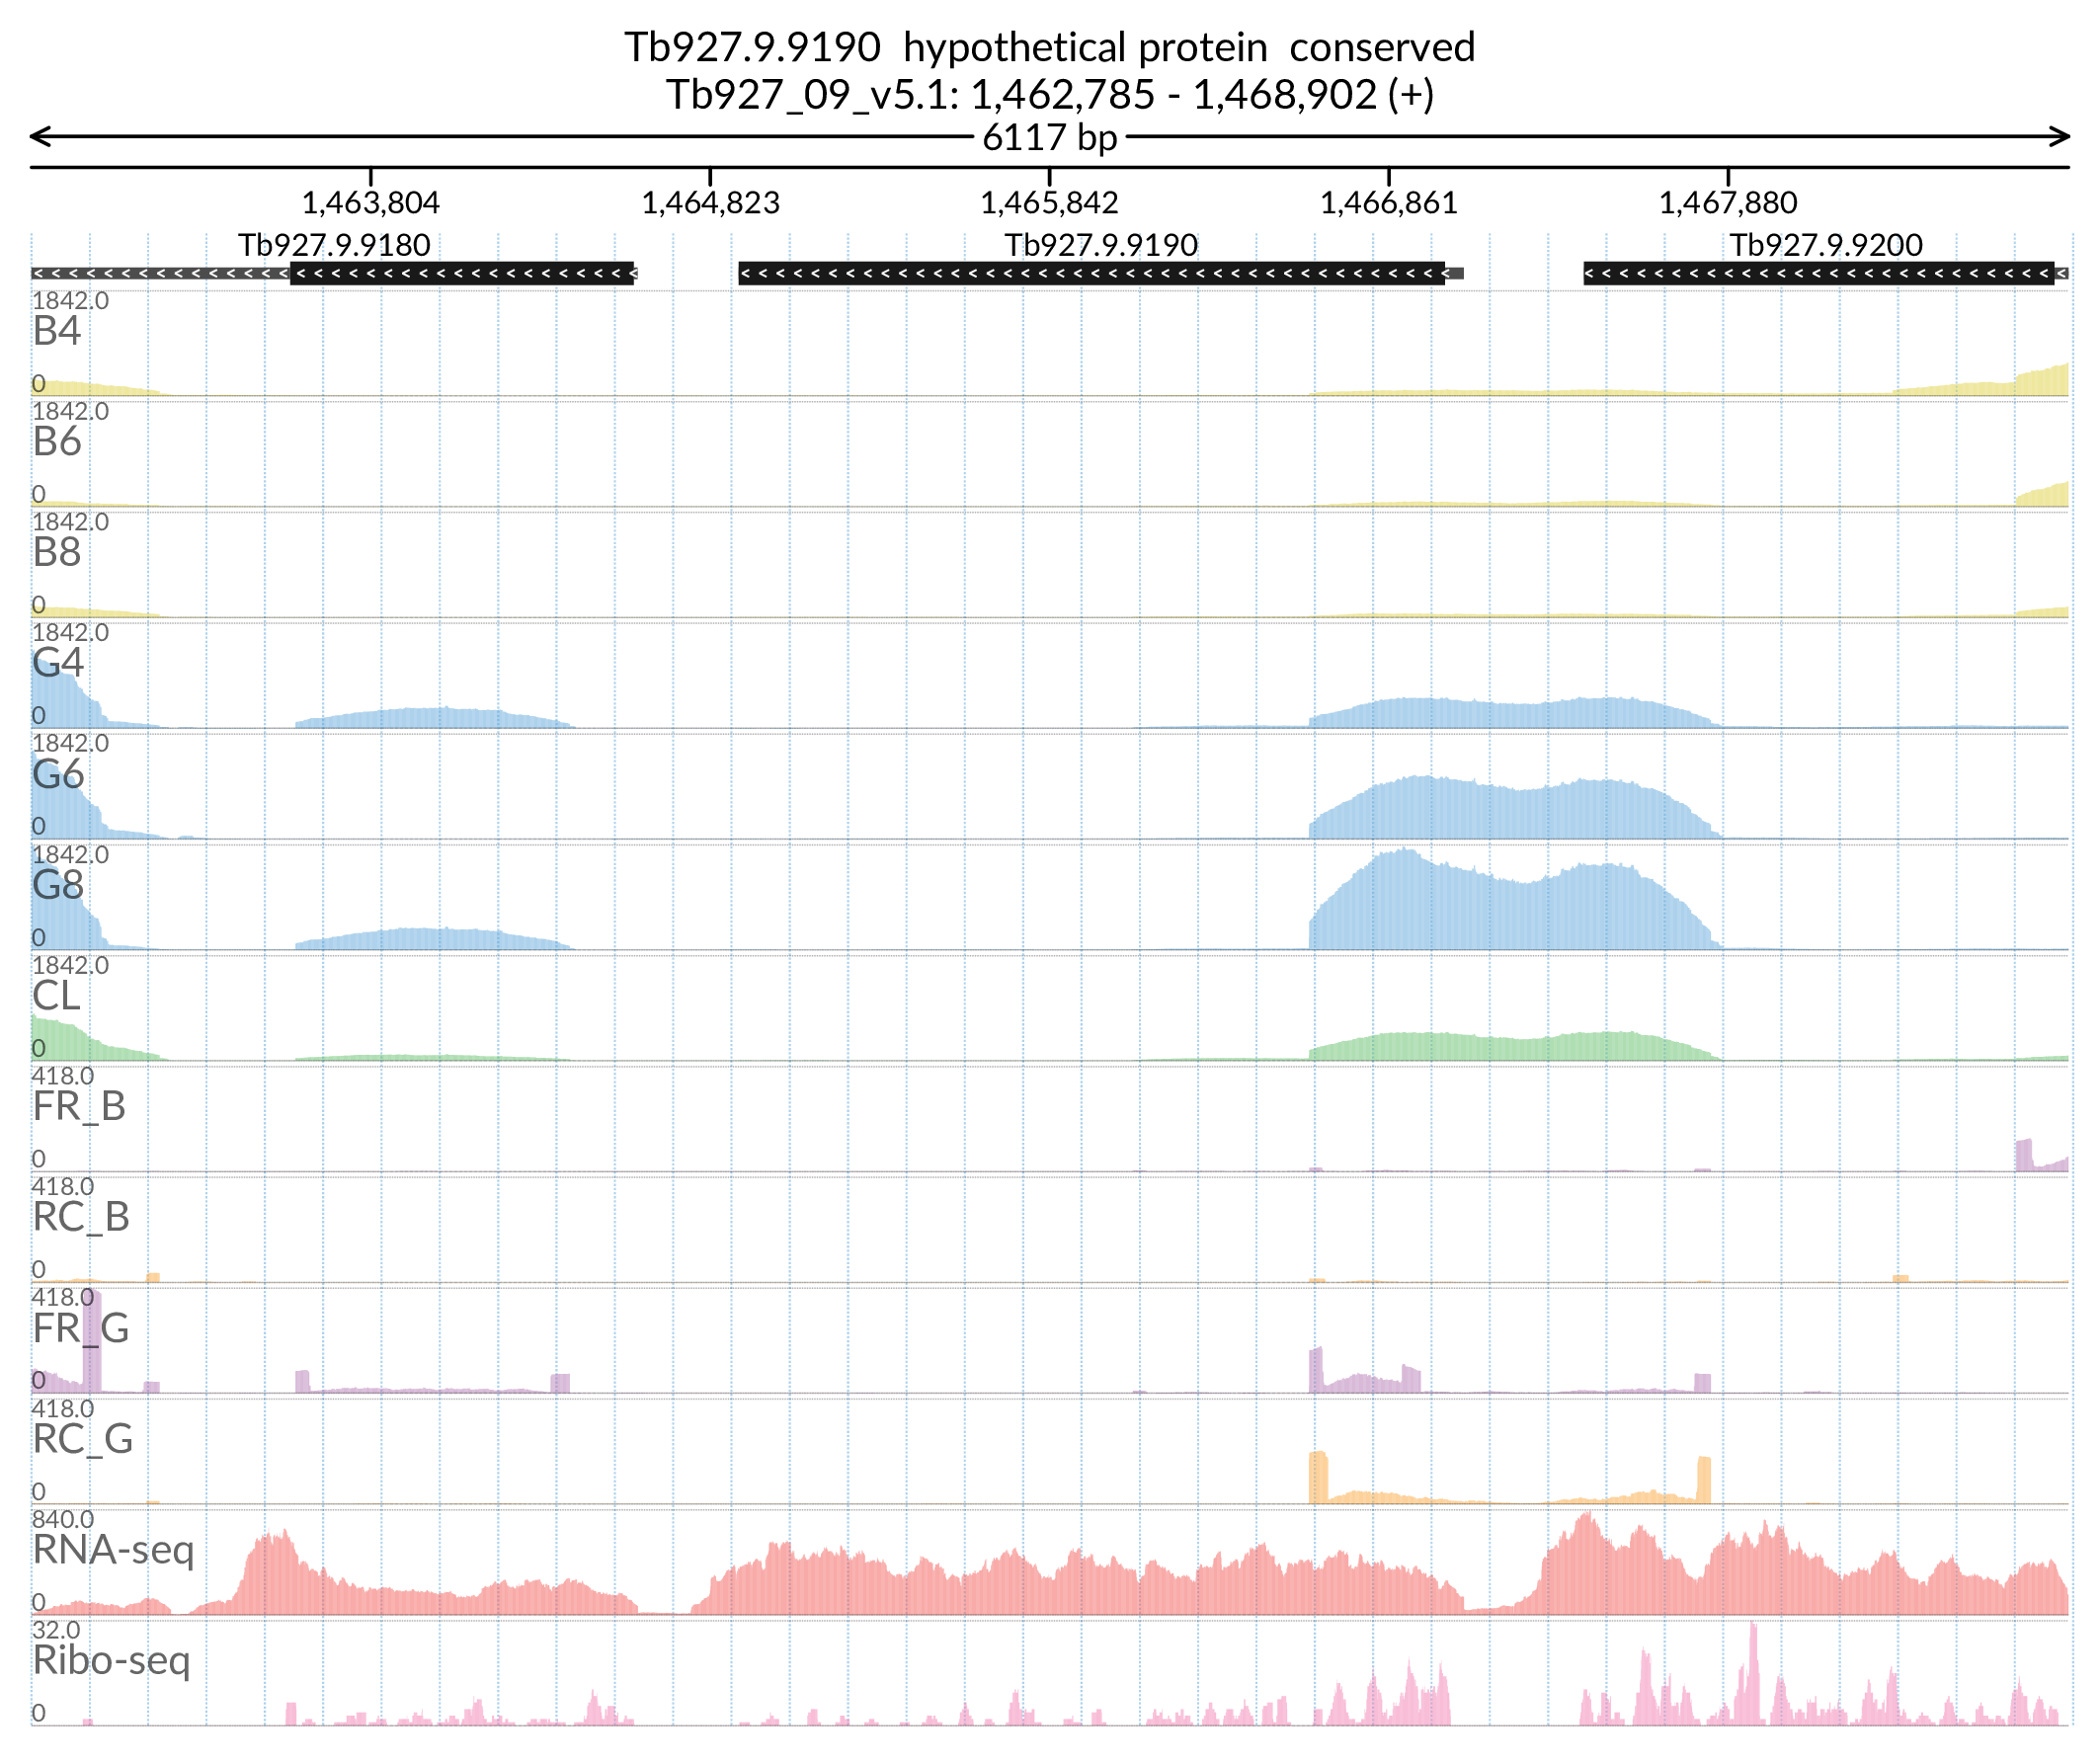 Tb927.9.9190  hypothetical protein  conserved
Tb927_09_v5.1: 1,462,785 - 1,468,902 (+)
6117 bp
1,463,804 1,464,823 1,465,842 1,466,861 1,467,880
Tb927.9.9180 Tb927.9.9190 Tb927.9.9200
1842.0
B4
0
1842.0
B6
0
1842.0
B8
0
1842.0
G4
0
1842.0
G6
0
1842.0
G8
0
1842.0
CL
0
418.0
FR_B
0
418.0
RC_B
0
418.0
FR_G
0
418.0
RC_G
0
840.0
RNA-seq
0
32.0
Ribo-seq
0